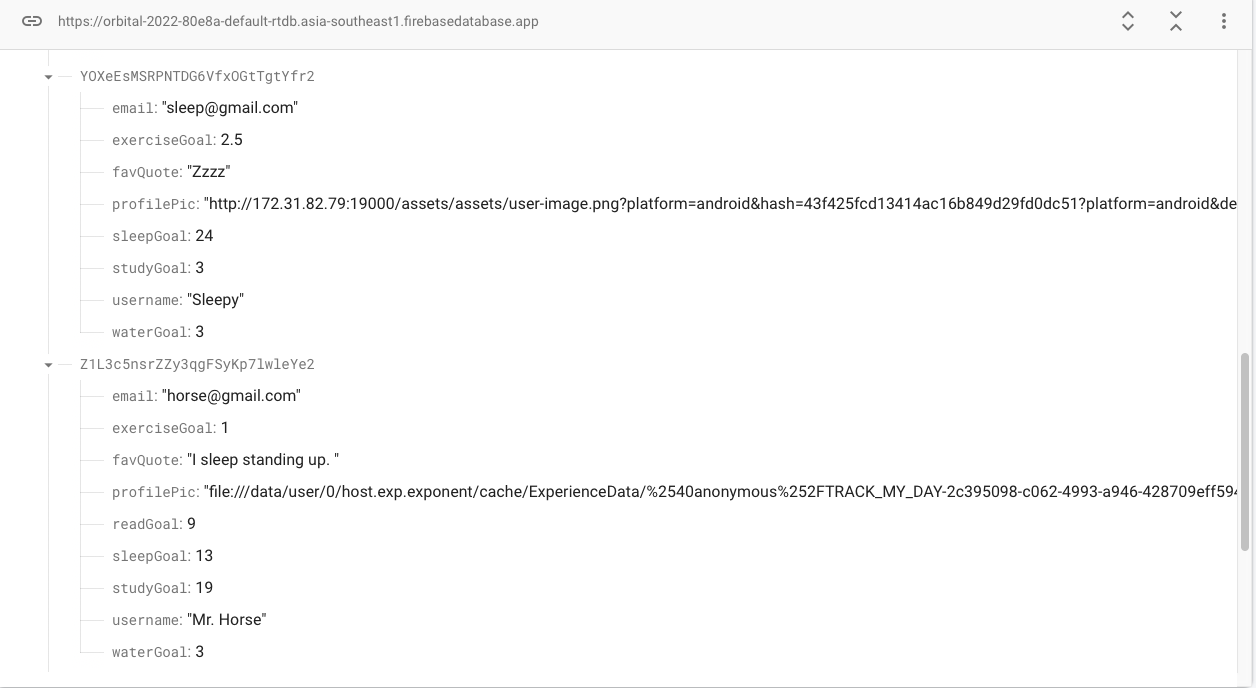 https://orbital-2022-80e8a-default-rtdb.asia-southeast1.firebasedatabase.app
YOXeEsMSRPNTDG6VfxOGtTgtYfr2
email: "sleep@gmail.com"
exerciseGoal: 2.5
favQuote: "Zzzz"
profilePic: "http://172.31.82.79:19000/assets/assets/user-image.png?platform=android&hash=43f425fcd13414ac16b849d29fd0dc51?platform=android&de
sleepGoal: 24
studyGoal: 3
username: "Sleepy"
waterGoal: 3
Z1L3c5nsrZZy3qgFSyKp7lwleYe2
email: "horse@gmail.com"
exerciseGoal: 1
favQuote: "I sleep standing up. "
profilePic: "file:///data/user/0/host.exp.exponent/cache/ExperienceData/%2540anonymous%252FTRACK_MY_DAY-2c395098-c062-4993-a946-428709eff594
readGoal: 9
sleepGoal: 13
studyGoal: 19
username: "Mr. Horse"
waterGoal: 3